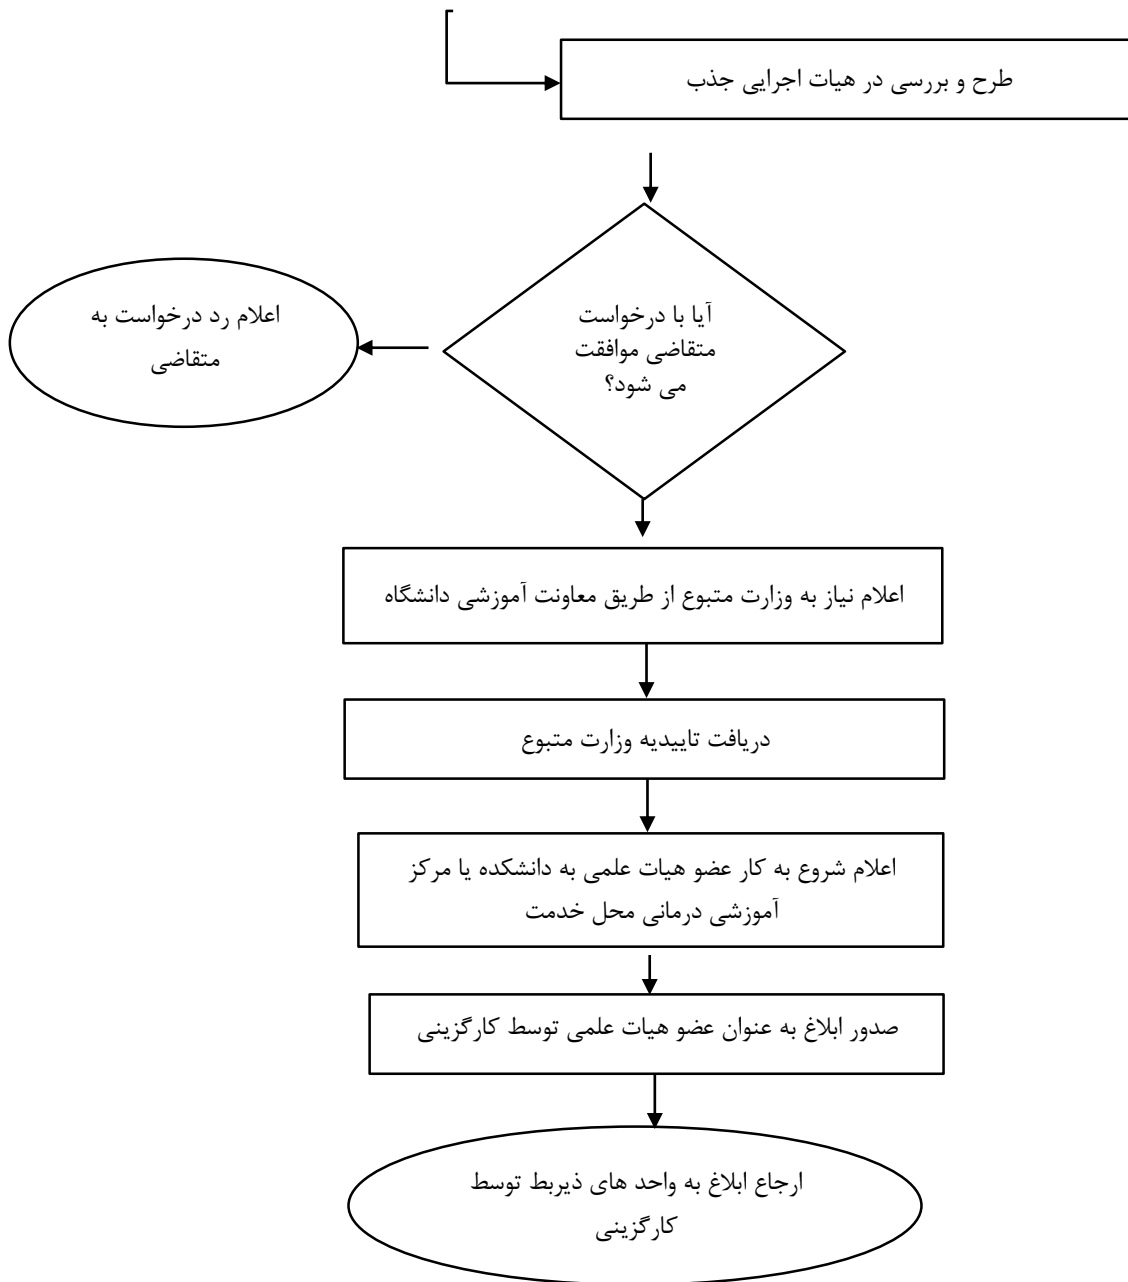 طرح و بررسی در هیات اجرایی جذب
آیا با درخواست
متقاضی موافقت
می شود؟
اعلام رد درخواست به
متقاضی
اعلام نیاز به وزارت متبوع از طریق معاونت آموزشی دانشگاه
دریافت تاییدیه وزارت متبوع
اعلام شروع به کار عضو هیات علمی به دانشکده یا مرکز
آموزشی درمانی محل خدمت
صدور ابلاغ به عنوان عضو هیات علمی توسط کارگزینی
ارجاع ابلاغ به واحد های ذیربط توسط
کارگزینی